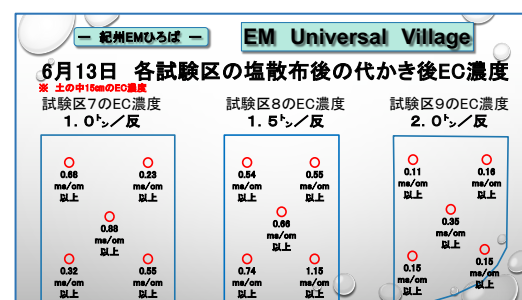 ー 紀州EMひろば ー
EM Universal Village
6月13日 各試験区の塩散布後の代かき後EC濃度
※ 土の中15㎝のEC濃度
試験区7のEC濃度
1.0㌧／反
0.66
ms/cm
以上
0.23
ms/cm
以上
0.88
ms/cm
以上
0.32
ms/cm
以上
0.55
ms/cm
以上
試験区8のEC濃度
1.5㌧／反
0.54
ms/cm
以上
0.55
ms/cm
以上
0.66
ms/cm
以上
0.74
ms/cm
以上
1.15
ms/cm
以上
試験区9のEC濃度
2.0㌧／反
0.11
ms/cm
以上
0.16
ms/cm
以上
0.35
ms/cm
以上
0.15
ms/cm
以上
0.15
ms/cm
以上